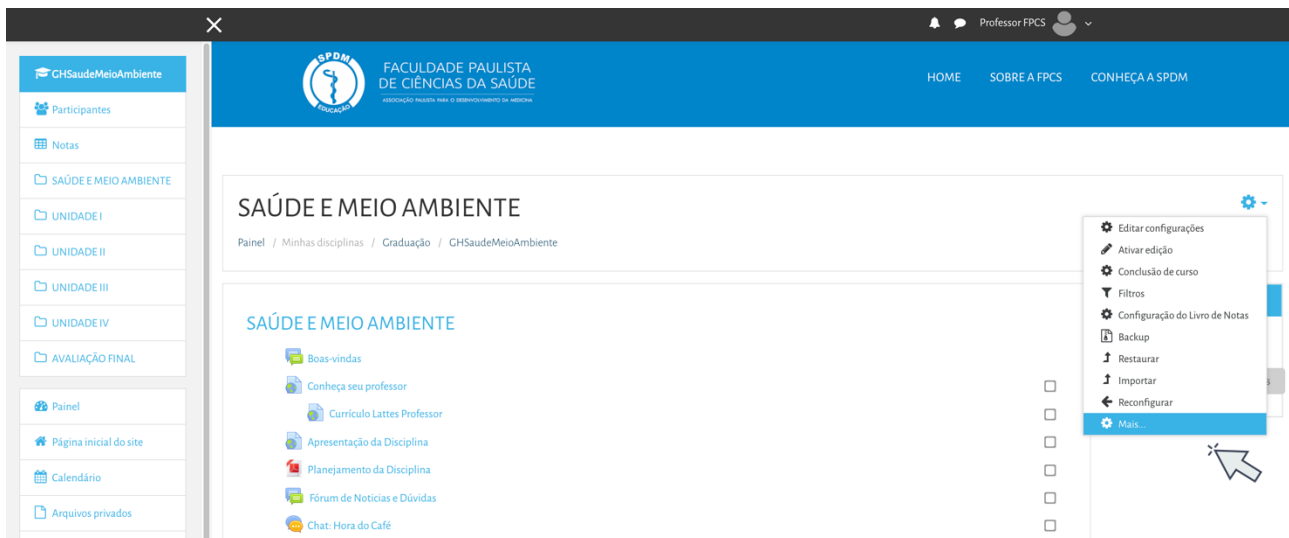 Professor FPCS
GHSaudeMeioAmbiente
Participantes
Notas
SAÚDE E MEIO AMBIENTE
UNIDADE I
UNIDADE II
UNIDADE III
UNIDADE IV
AVALIAÇÃO FINAL
Painel
Página inicial do site
Calendário
Arquivos privados
SPDM
EDUCAÇÃO
FACULDADE PAULISTA
DE CIÊNCIAS DA SAÚDE
ASSOCIAÇÃO PAULISTA PARA O DESENVOLVIMENTO DA MEDICINA
HOME SOBRE A FPCS CONHEÇA A SPDM
SAÚDE E MEIO AMBIENTE
Painel / Minhas disciplinas / Graduação / GHSaudeMeioAmbiente
Editar configurações
Ativar edição
Conclusão de curso
Filtros
Configuração do Livro de Notas
Backup
Restaurar
Importar
Reconfigurar
Mais...
SAÚDE E MEIO AMBIENTE
Boas-vindas
Conheça seu professor
Currículo Lattes Professor
Apresentação da Disciplina
Planejamento da Disciplina
Fórum de Noticias e Dúvidas
Chat: Hora do Café